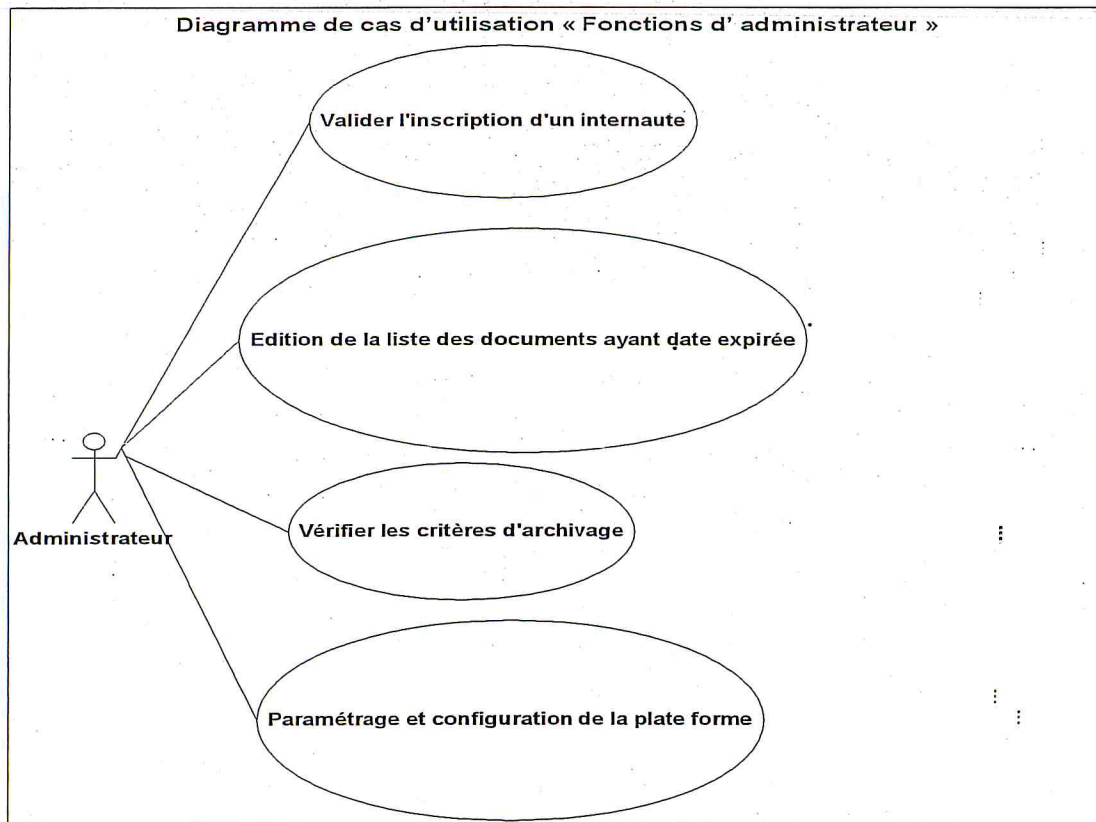 Diagramme de cas d'utilisation « Fonctions d' administrateur »
Valider l'inscription d'un internaute
Edition de la liste des documents ayant date expirée
Vérifier les critères d'archivage
Administrateur
Paramétrage et configuration de la plate forme